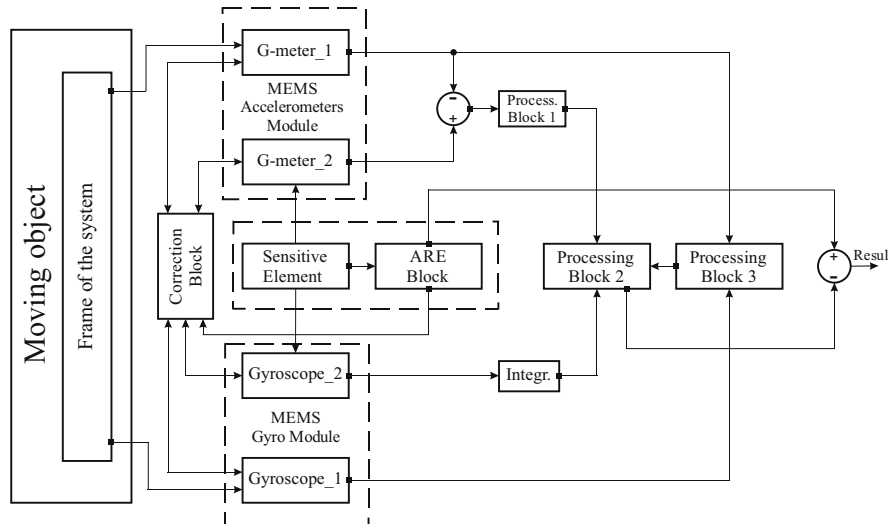 Moving object
Frame of the system
G-meter_1
MEMS
Accelerometers
Module
G-meter_2
-
+
Process.
Block 1
Correction
Block
Sensitive
Element
ARE
Block
Processing
Block 2
Processing
Block 3
+
-
Resul
Gyroscope_2
Integr.
MEMS
Gyro Module
Gyroscope_1